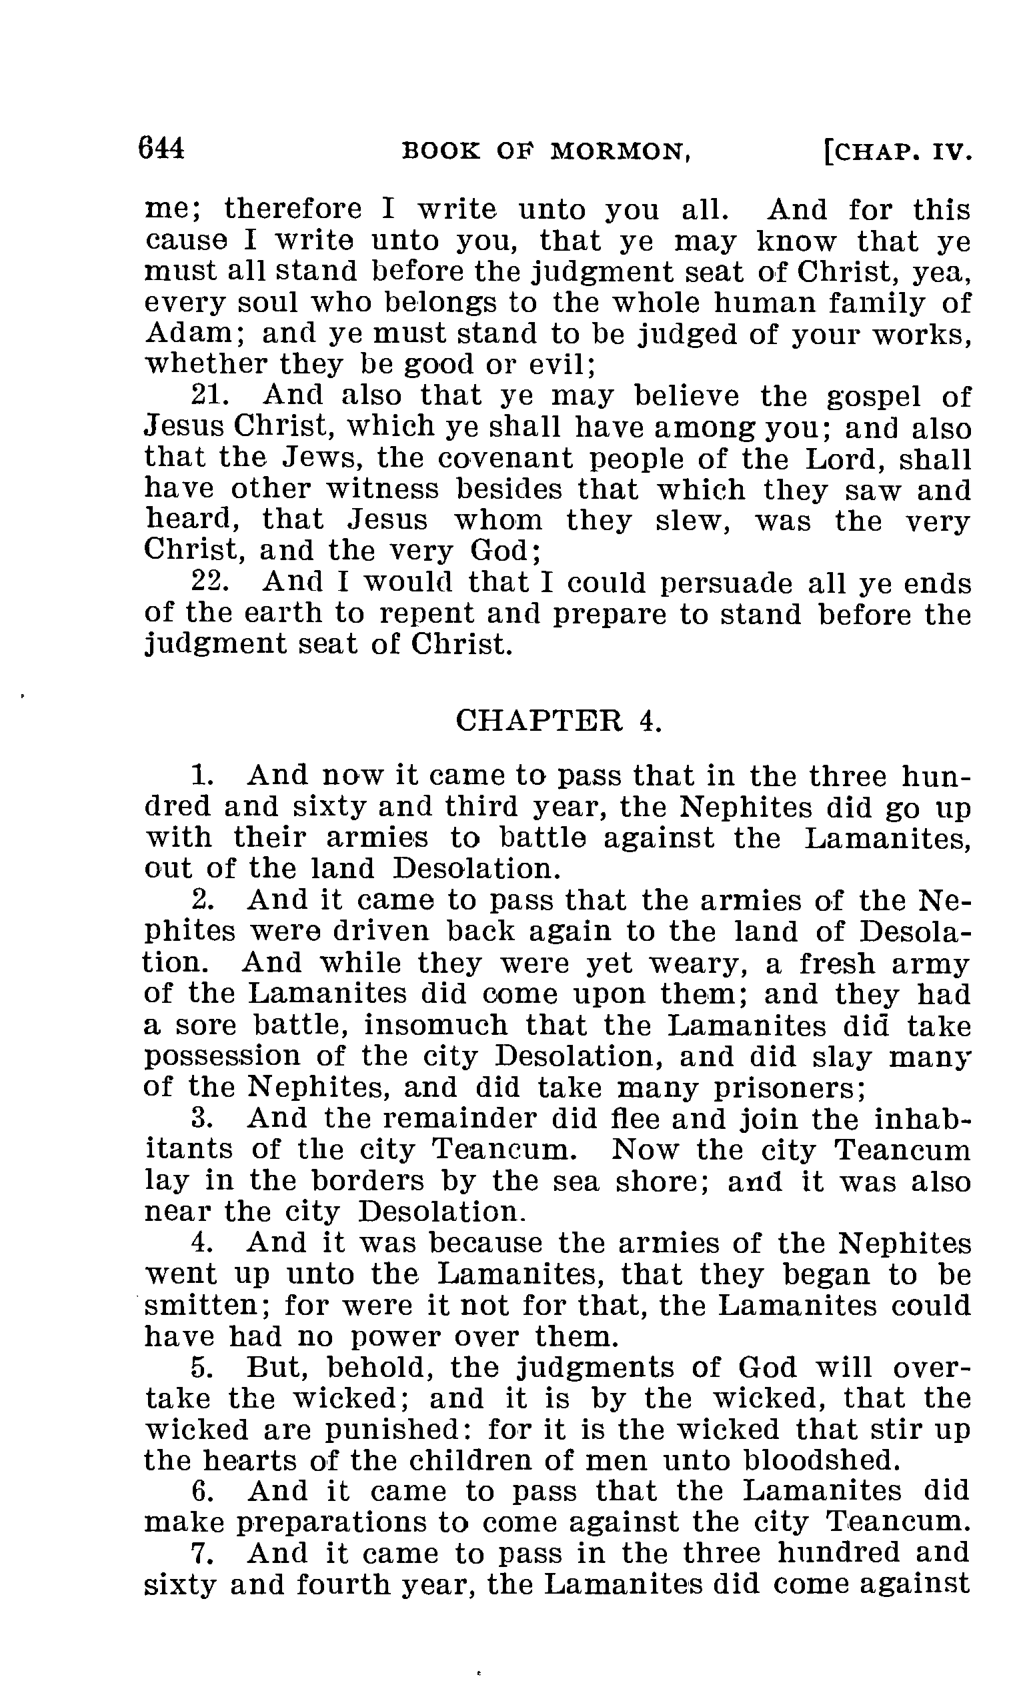 644 BOOK OF MORMON, [CHAP. IV.
me; therefore I write unto you all. And for this
cause I write unto you, that ye may know that ye
must all stand before the judgment seat of Christ, yea,
every soul who belongs to the whole human family of
Adam; and ye must stand to be judged of your works,
whether they be good or evil;
21. And also that ye may believe the gospel of
Jesus Christ, which ye shall have among you; and also
that the Jews, the covenant people of the Lord, shall
have other witness besides that which they saw and
heard, that Jesus whom they slew, was the very
Christ, and the very God;
22. And I would that I could persuade all ye ends
of the earth to repent and prepare to stand before the
judgment seat of Christ.
CHAPTER 4.
1. And now it came to pass that in the three hun-
dred and sixty and third year, the Nephites did go up
with their armies to battle against the Lamanites,
out of the land Desolation.
2. And it came to pass that the armies of the Ne-
phites were driven back again to the land of Desola-
tion. And while they were yet weary, a fresh army
of the Lamanites did come upon them; and they had
a sore battle, insomuch that the Lamanites did take
possession of the city Desolation, and did slay many
of the Nephites, and did take many prisoners;
3. And the remainder did flee and join the inhab-
itants of the city Teancum. Now the city Teancum
lay in the borders by the sea shore; and it was also
near the city Desolation.
4. And it was because the armies of the Nephites
went up unto the Lamanites, that they began to be
smitten; for were it not for that, the Lamanites could
have had no power over them.
5. But, behold, the judgments of God will over-
take the wicked; and it is by the wicked, that the
wicked are punished: for it is the wicked that stir up
the hearts of the children of men unto bloodshed.
6. And it came to pass that the Lamanites did
make preparations to come against the city Teancum.
7. And it came to pass in the three hundred and
sixty and fourth year, the Lamanites did come against